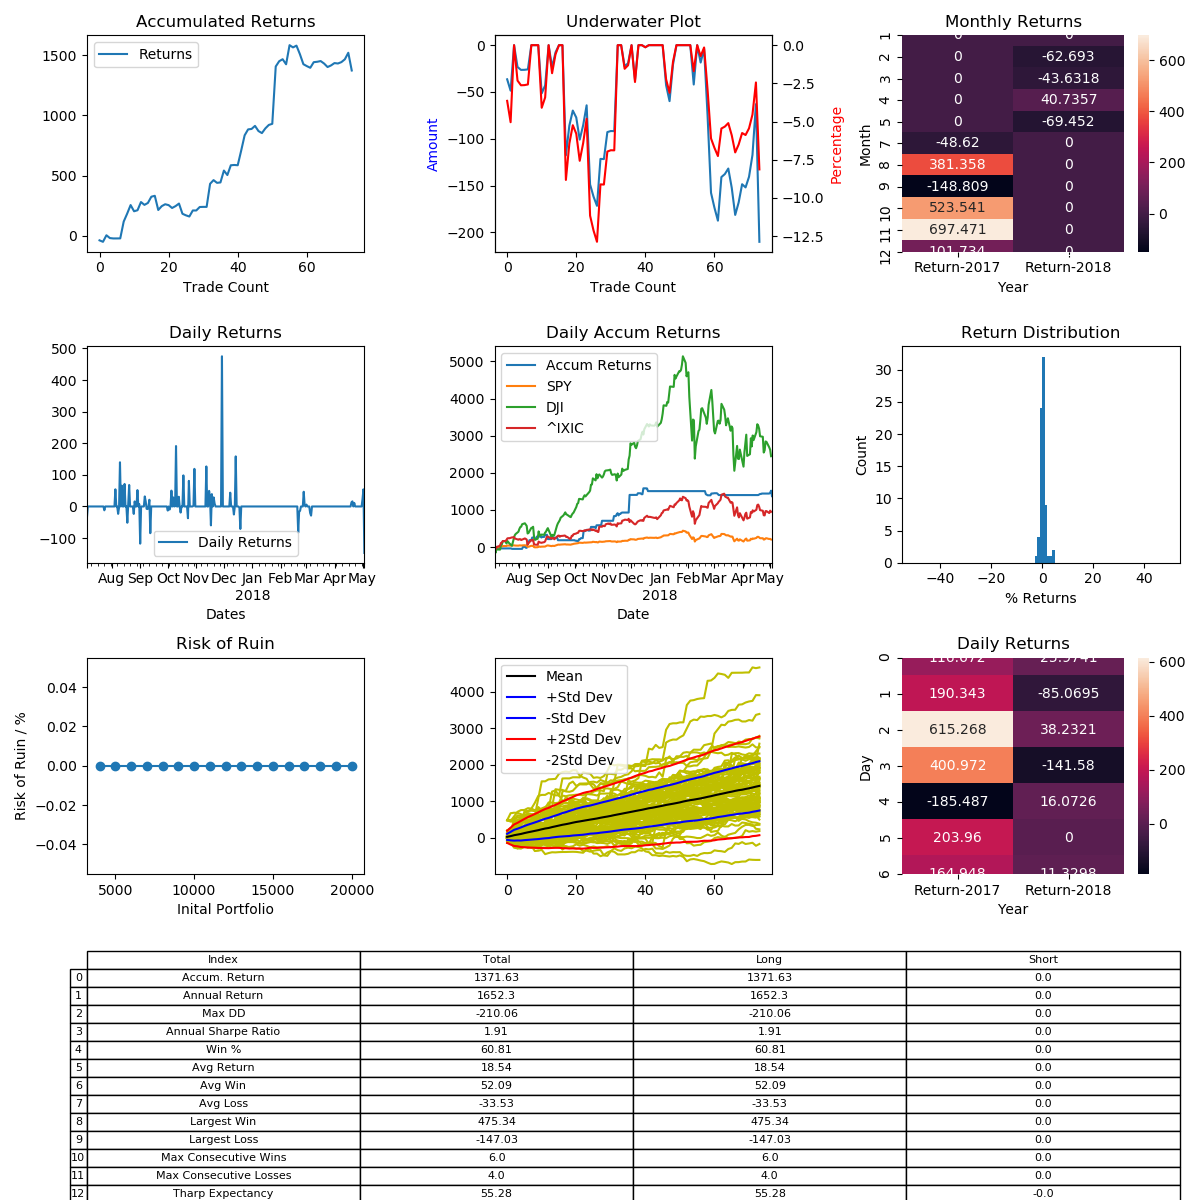 Accumulated Returns
Returns
1500
1000
500
0
0 20 40 60
Trade Count
Underwater Plot
0
−50
−100
−150
−200
Amount
0.0
−2.5
−5.0
−7.5
−10.0
−12.5
Percentage
0 20 40 60
Trade Count
Monthly Returns
1 0 0
2 0 -62.693
3 0 -43.6318
4 0 40.7357
5 0 -69.452
7 -48.62 0
8 381.358 0
9 -148.809 0
10 523.541 0
11 697.471 0
12 101.734 0
Month
Return-2017 Return-2018
Year
600
400
200
0
Daily Returns
500
400
300
200
100
0
−100
Daily Returns
Aug Sep Oct Nov Dec Jan Feb Mar Apr May
2018
Dates
Daily Accum Returns
5000
4000
3000
2000
1000
0
Accum Returns
SPY
DJI
^IXIC
Aug Sep Oct Nov Dec Jan Feb Mar Apr May
2018
Date
Return Distribution
30
25
20
15
10
5
0
Count
−40 −20 0 20 40
% Returns
Risk of Ruin
0.04
0.02
0.00
−0.02
−0.04
Risk of Ruin / %
5000 10000 15000 20000
Inital Portfolio
4000
3000
2000
1000
0
Mean
+Std Dev
-Std Dev
+2Std Dev
-2Std Dev
0 20 40 60
Daily Returns
0
1 190.343 -85.0695
2 615.268 38.2321
3 400.972 -141.58
4 -185.487 16.0726
5 203.96 0
6 164.948 11.3298
Day
Return-2017 Return-2018
Year
600
400
200
0
Index Total Long Short
0 Accum. Return 1371.63 1371.63 0.0
1 Annual Return 1652.3 1652.3 0.0
2 Max DD -210.06 -210.06 0.0
3 Annual Sharpe Ratio 1.91 1.91 0.0
4 Win % 60.81 60.81 0.0
5 Avg Return 18.54 18.54 0.0
6 Avg Win 52.09 52.09 0.0
7 Avg Loss -33.53 -33.53 0.0
8 Largest Win 475.34 475.34 0.0
9 Largest Loss -147.03 -147.03 0.0
10 Max Consecutive Wins 6.0 6.0 0.0
11 Max Consecutive Losses 4.0 4.0 0.0
12 Tharp Expectancy 55.28 55.28 -0.0